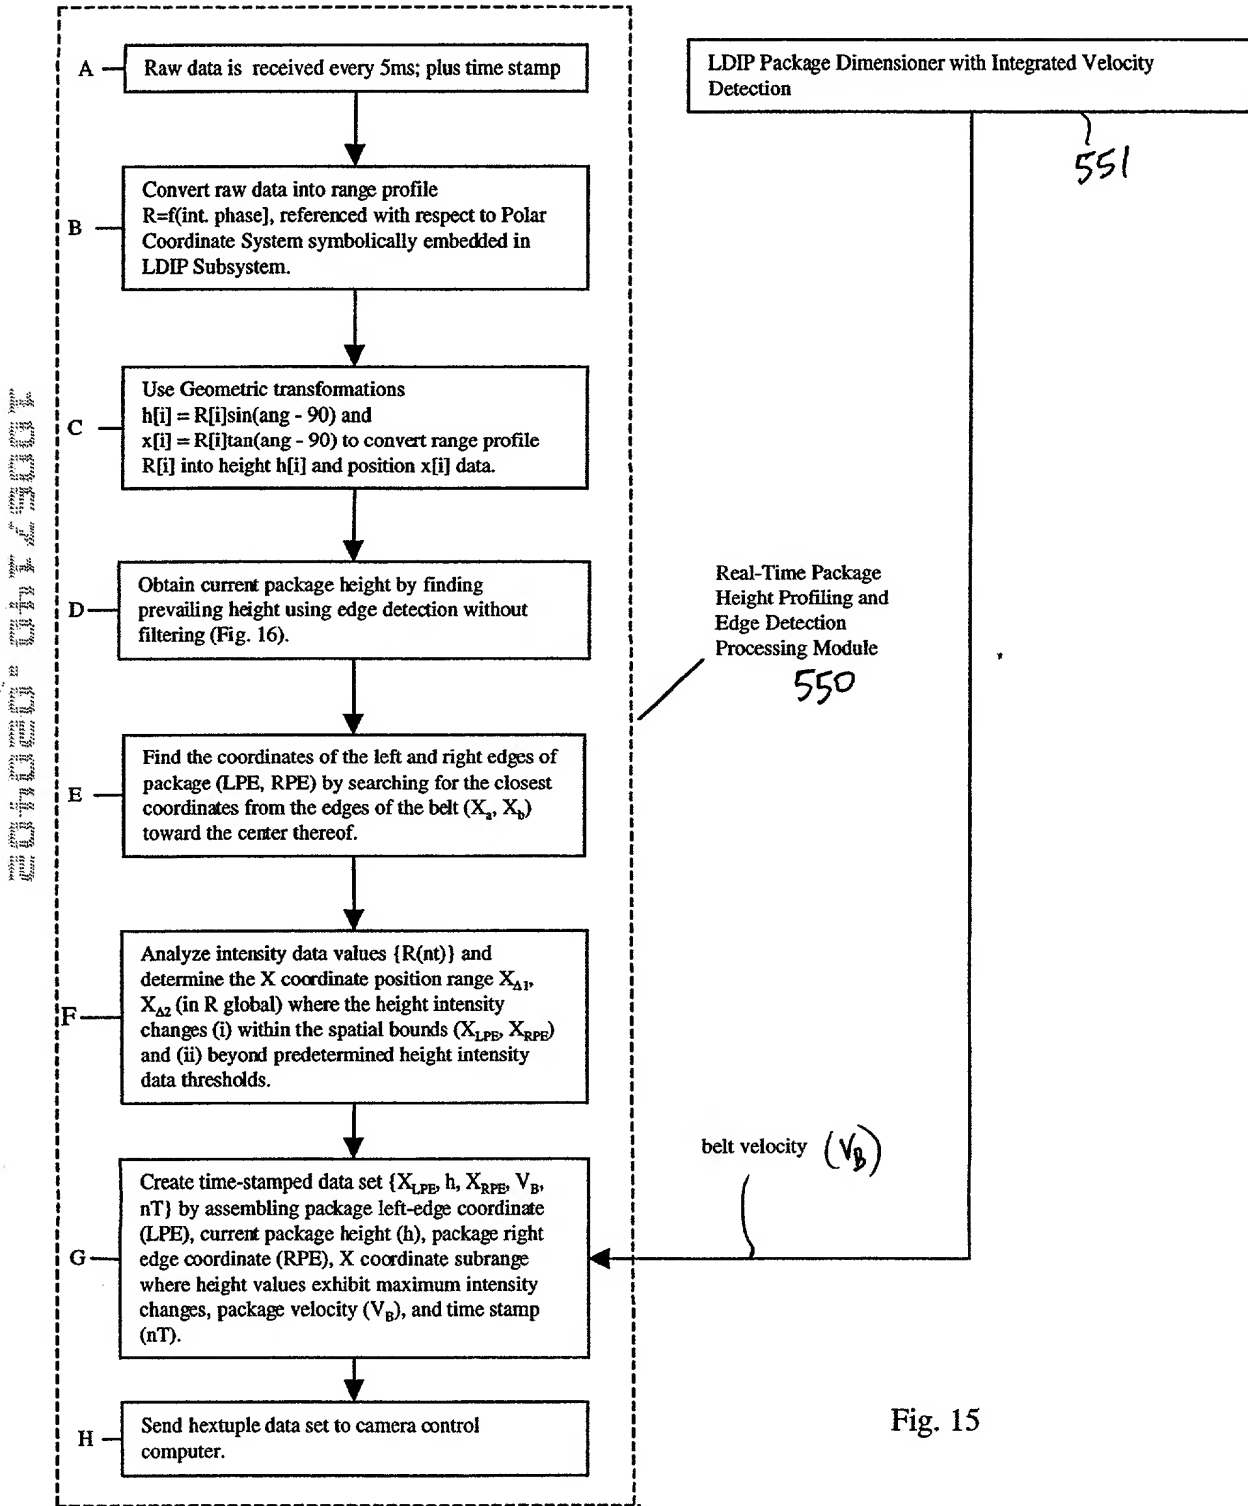 A
Raw data is received every 5ms; plus time stamp
B
Convert raw data into range profile
R=f(int. phase], referenced with respect to Polar
Coordinate System symbolically embedded in
LDIP Subsystem.
C
Use Geometric transformations
h[i] = R[i]sin(ang - 90) and
x[i] = R[i]tan(ang - 90) to convert range profile
R[i] into height h[i] and position x[i] data.
D
Obtain current package height by finding
prevailing height using edge detection without
filtering (Fig. 16).
E
Find the coordinates of the left and right edges of
package (LPE, RPE) by searching for the closest
coordinates from the edges of the belt (Xa, Xb)
toward the center thereof.
F
Analyze intensity data values {R(nt)} and
determine the X coordinate position range XΔ1,
XΔ2 (in R global) where the height intensity
changes (i) within the spatial bounds (XLPE, XRPE)
and (ii) beyond predetermined height intensity
data thresholds.
G
Create time-stamped data set {XLPE, h, XRPE, VB,
nT} by assembling package left-edge coordinate
(LPE), current package height (h), package right
edge coordinate (RPE), X coordinate subrange
where height values exhibit maximum intensity
changes, package velocity (VB), and time stamp
(nT).
H
Send hextuple data set to camera control
computer.
LDIP Package Dimensioner with Integrated Velocity
Detection
551
Real-Time Package
Height Profiling and
Edge Detection
Processing Module
550
belt velocity (VB)
Fig. 15
10067140.020402